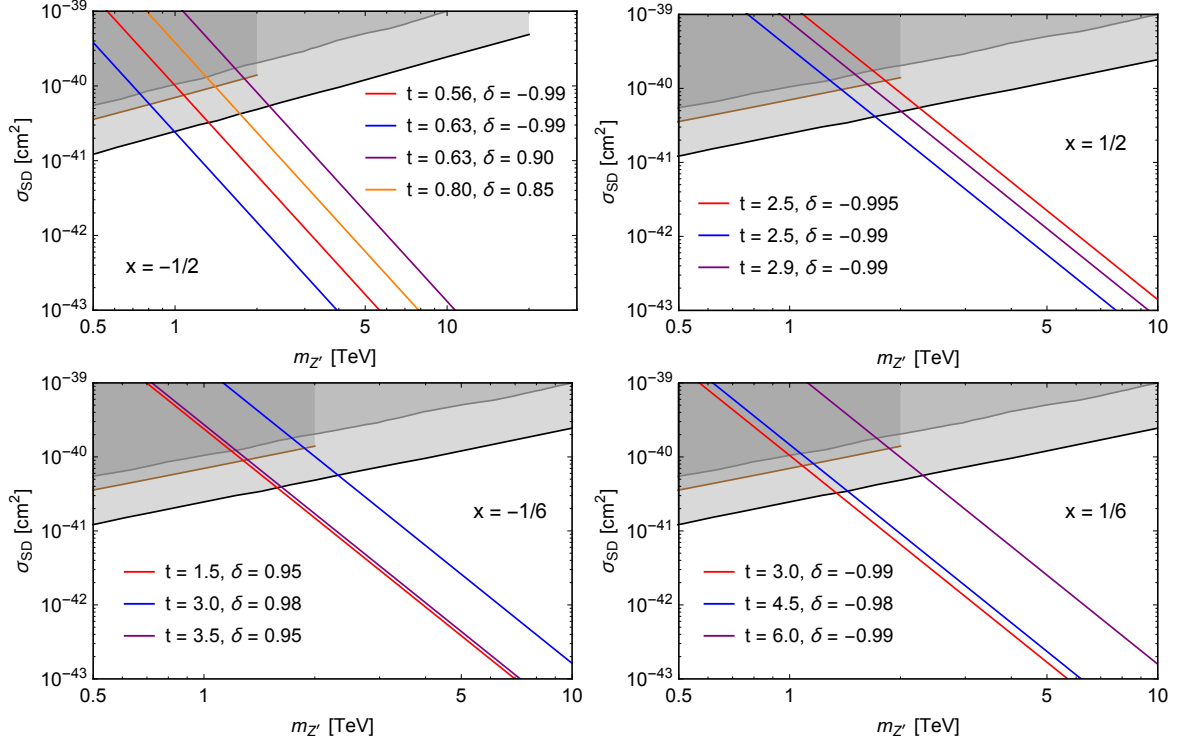 10⁻³⁹
10⁻⁴⁰
10⁻⁴¹
10⁻⁴²
10⁻⁴³
σSD [cm²]
t = 0.56, δ = −0.99
t = 0.63, δ = −0.99
t = 0.63, δ = 0.90
t = 0.80, δ = 0.85
x = −1/2
0.5 1 5 10
mZ′ [TeV]
10⁻³⁹
10⁻⁴⁰
10⁻⁴¹
10⁻⁴²
10⁻⁴³
σSD [cm²]
x = 1/2
t = 2.5, δ = −0.995
t = 2.5, δ = −0.99
t = 2.9, δ = −0.99
0.5 1 5 10
mZ′ [TeV]
10⁻³⁹
10⁻⁴⁰
10⁻⁴¹
10⁻⁴²
10⁻⁴³
σSD [cm²]
x = −1/6
t = 1.5, δ = 0.95
t = 3.0, δ = 0.98
t = 3.5, δ = 0.95
0.5 1 5 10
mZ′ [TeV]
10⁻³⁹
10⁻⁴⁰
10⁻⁴¹
10⁻⁴²
10⁻⁴³
σSD [cm²]
x = 1/6
t = 3.0, δ = −0.99
t = 4.5, δ = −0.98
t = 6.0, δ = −0.99
0.5 1 5 10
mZ′ [TeV]